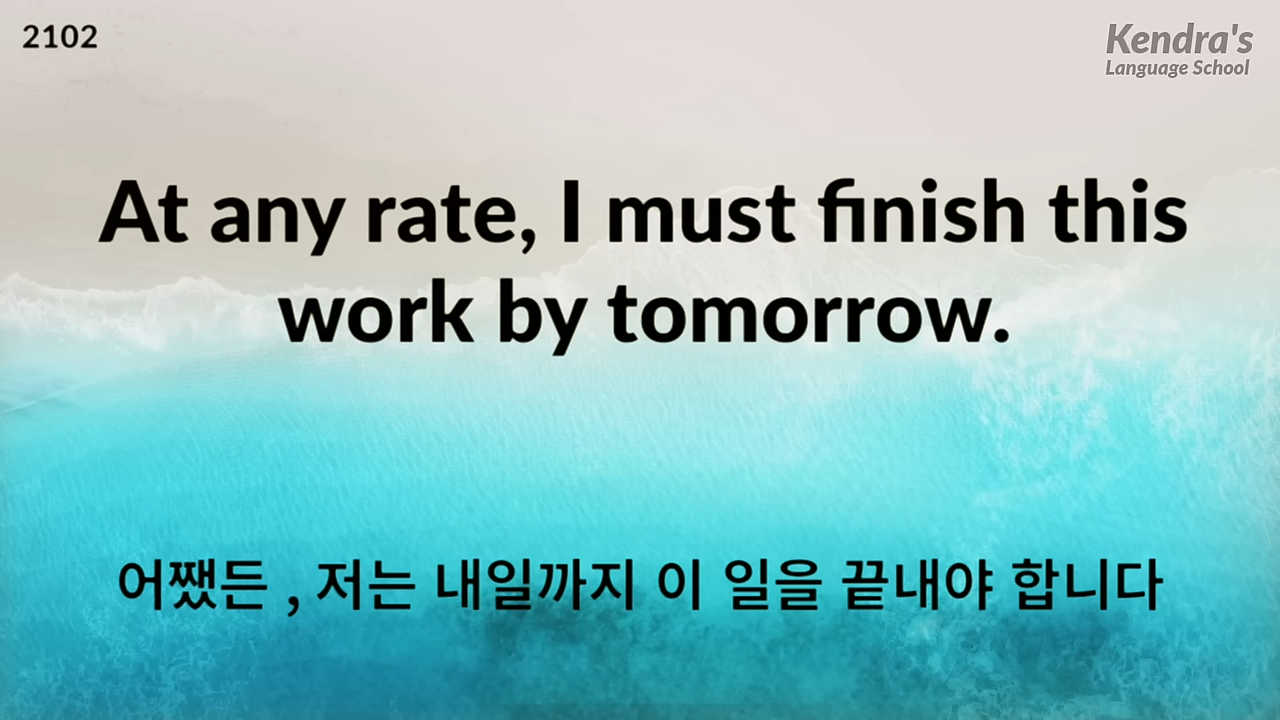 2102
Kendra's
Language School
At any rate, I must finish this
work by tomorrow.
어쨌든 , 저는 내일까지 이 일을 끝내야 합니다